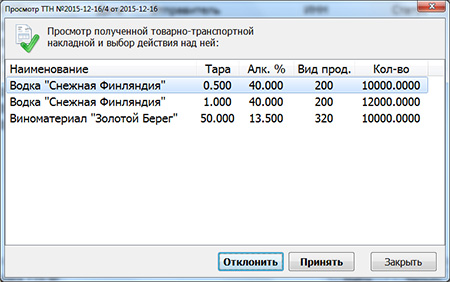 Просмотр ТТН №2015-12-16/4 от 2015-12-16
Просмотр полученной товарно-транспортной
накладной и выбор действия над ней:
Наименование Тара Алк. % Вид прод. Кол-во
Водка "Снежная Финляндия" 0.500 40.000 200 10000.0000
Водка "Снежная Финляндия" 1.000 40.000 200 12000.0000
Виноматериал "Золотой Берег" 50.000 13.500 320 10000.0000
Отклонить Принять Закрыть